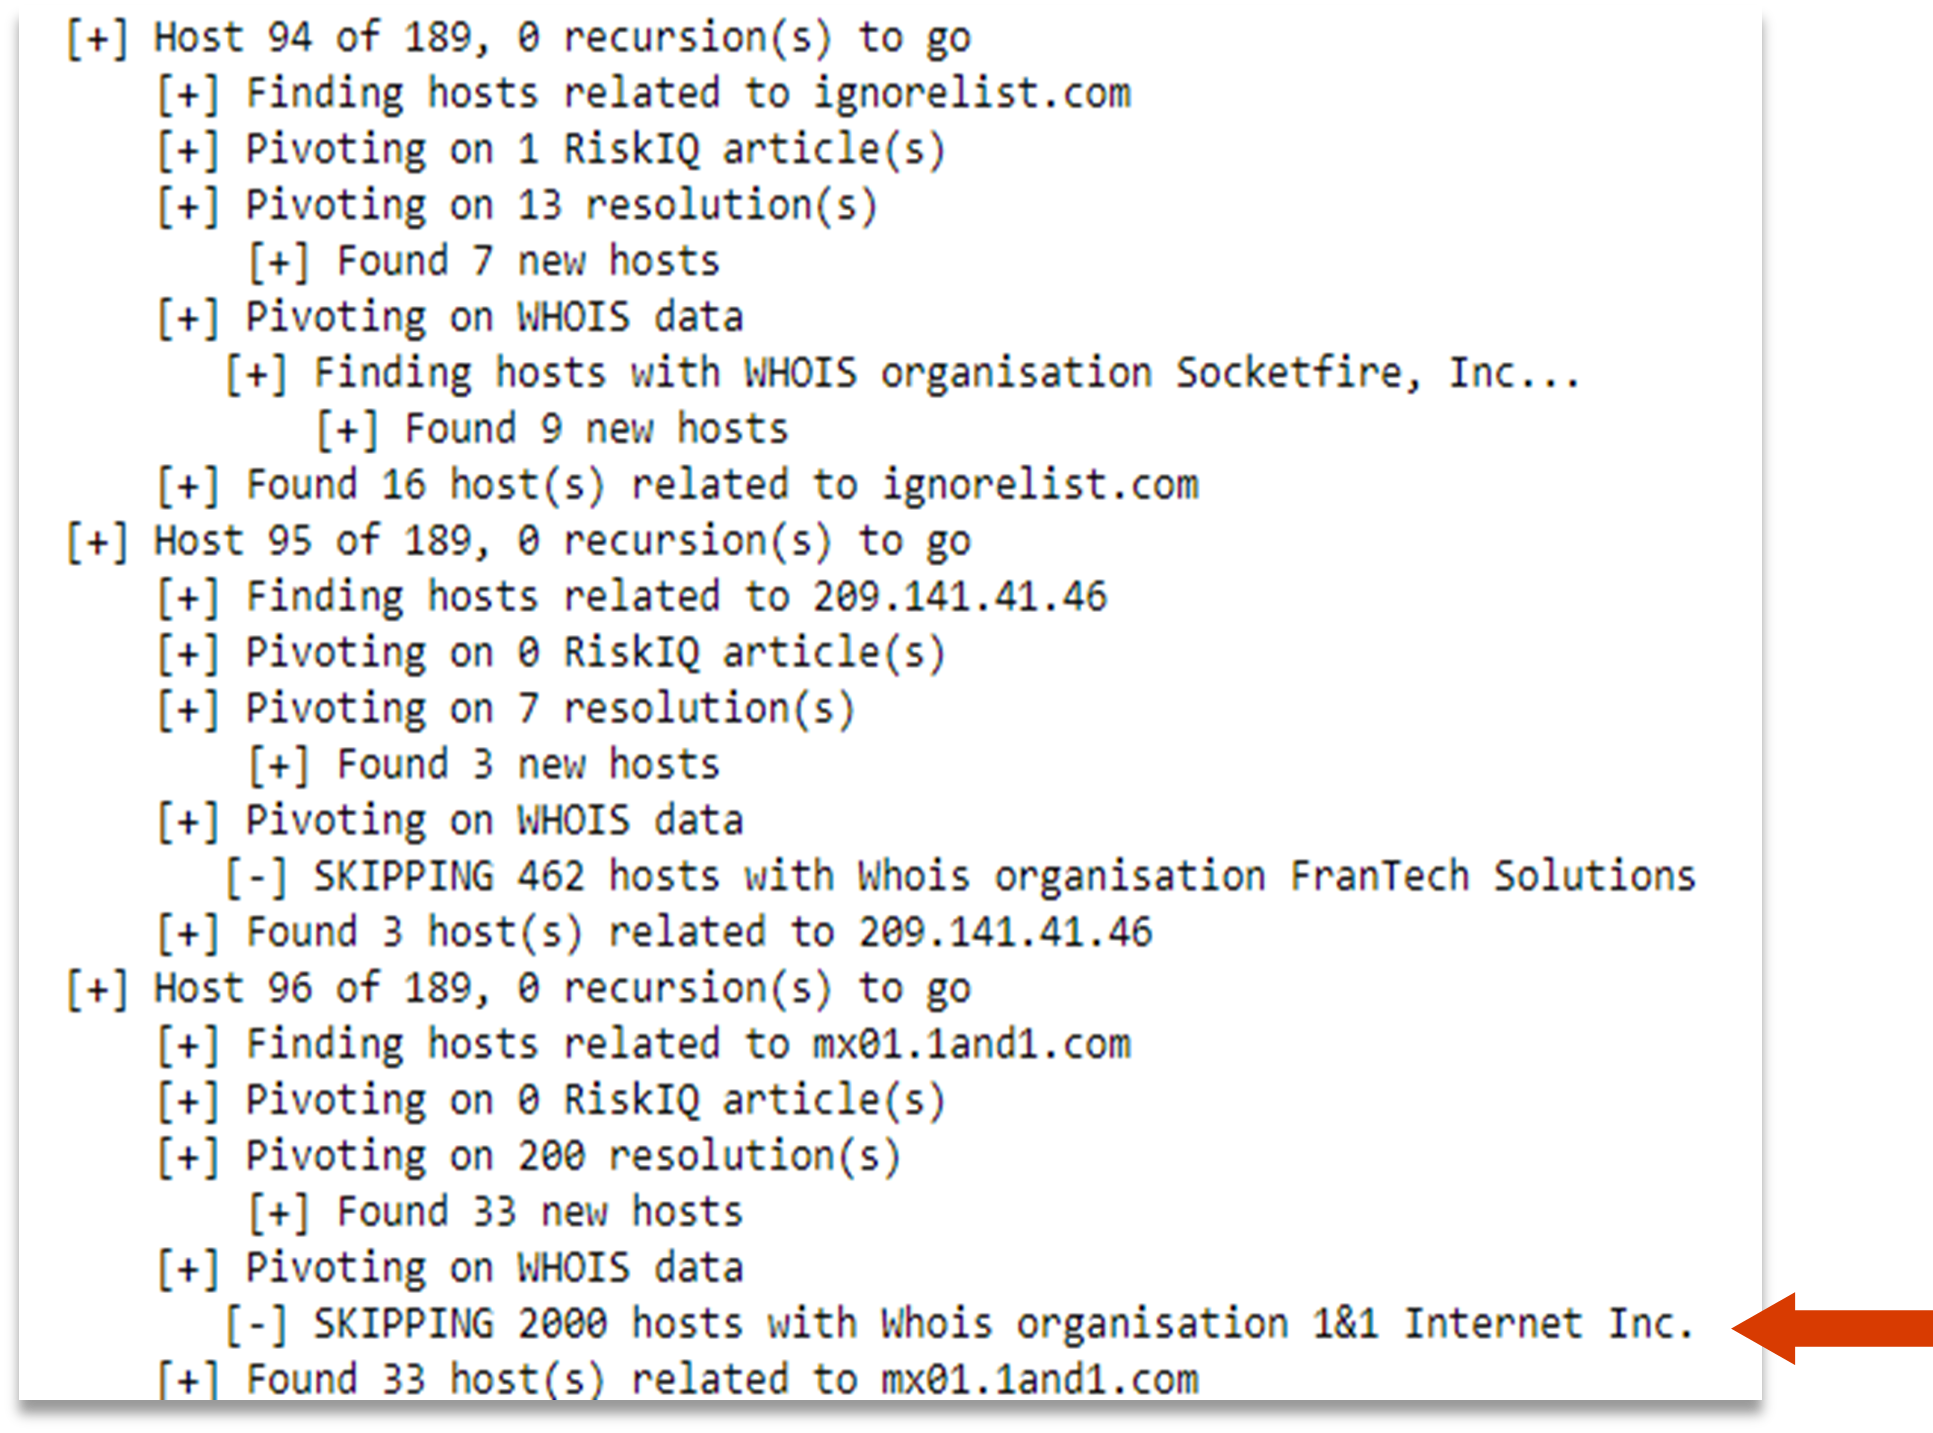 [+] Host 94 of 189, 0 recursion(s) to go
[+] Finding hosts related to ignorelist.com
[+] Pivoting on 1 RiskIQ article(s)
[+] Pivoting on 13 resolution(s)
[+] Found 7 new hosts
[+] Pivoting on WHOIS data
[+] Finding hosts with WHOIS organisation Socketfire, Inc...
[+] Found 9 new hosts
[+] Found 16 host(s) related to ignorelist.com
[+] Host 95 of 189, 0 recursion(s) to go
[+] Finding hosts related to 209.141.41.46
[+] Pivoting on 0 RiskIQ article(s)
[+] Pivoting on 7 resolution(s)
[+] Found 3 new hosts
[+] Pivoting on WHOIS data
[-] SKIPPING 462 hosts with Whois organisation FranTech Solutions
[+] Found 3 host(s) related to 209.141.41.46
[+] Host 96 of 189, 0 recursion(s) to go
[+] Finding hosts related to mx01.1and1.com
[+] Pivoting on 0 RiskIQ article(s)
[+] Pivoting on 200 resolution(s)
[+] Found 33 new hosts
[+] Pivoting on WHOIS data
[-] SKIPPING 2000 hosts with Whois organisation 1&1 Internet Inc.
[+] Found 33 host(s) related to mx01.1and1.com